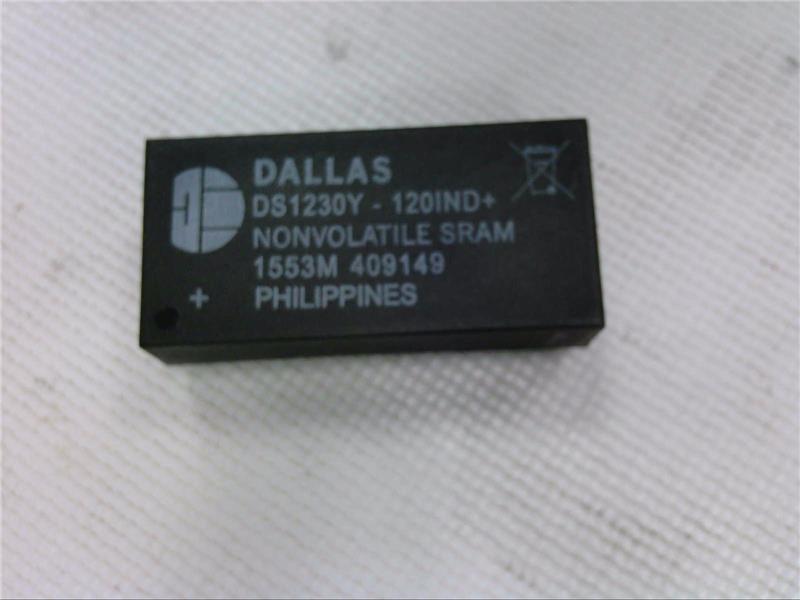 DALLAS
DS1230Y - 120IND+
NONVOLATILE SRAM
1553M 409149
+ PHILIPPINES